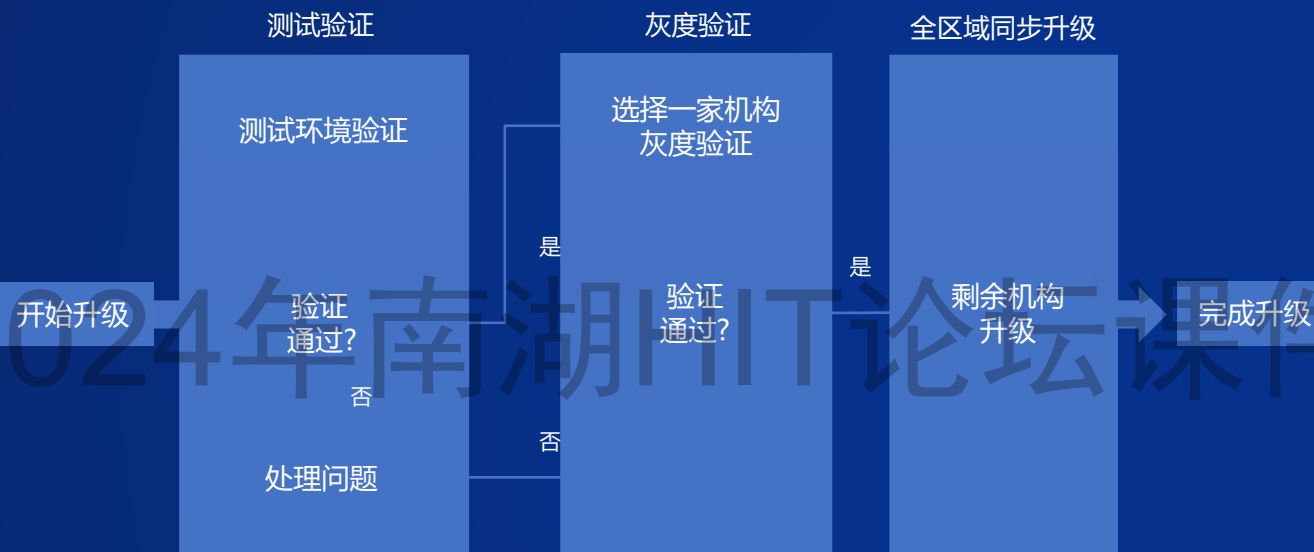 测试验证
灰度验证
全区域同步升级
测试环境验证
选择一家机构
灰度验证
是
是
开始升级
验证
通过?
验证
通过?
剩余机构
升级
完成升级
否
否
处理问题
024年南湖HIT论坛课件